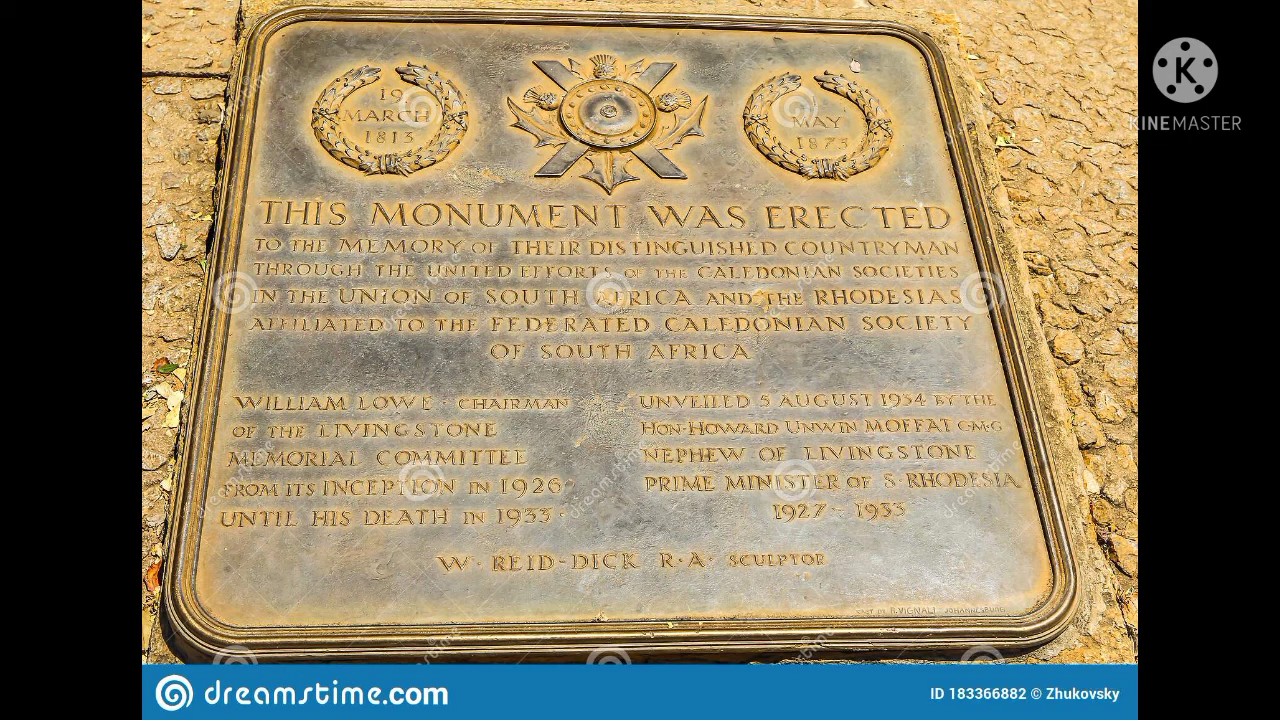 19
MARCH
1813
MAY
1873
THIS MONUMENT WAS ERECTED
TO THE MEMORY OF THEIR DISTINGUISHED COUNTRYMAN
THROUGH THE UNITED EFFORTS OF THE CALEDONIAN SOCIETIES
IN THE UNION OF SOUTH AFRICA AND THE RHODESIAS
AFFILIATED TO THE FEDERATED CALEDONIAN SOCIETY
OF SOUTH AFRICA
WILLIAM LOWE · CHAIRMAN
OF THE LIVINGSTONE
MEMORIAL COMMITTEE
FROM ITS INCEPTION IN 1926
UNTIL HIS DEATH IN 1933 ·
UNVEILED 5 AUGUST 1934 BY THE
HON·HOWARD UNWIN MOFFAT C·M·G
NEPHEW OF LIVINGSTONE
PRIME MINISTER OF S·RHODESIA
1927 - 1933
W· REID-DICK R·A· SCULPTOR
CAST BY R.VIGNALI · JOHANNESBURG
K
KINEMASTER
dreamstime.com
ID 183366882 © Zhukovsky